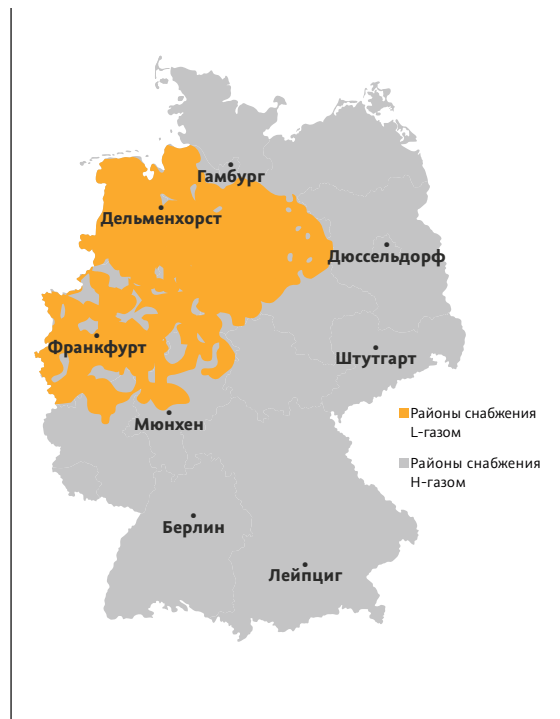 Гамбург
Дельменхорст
Дюссельдорф
Франкфурт
Штутгарт
Районы снабжения
L-газом
Мюнхен
Районы снабжения
H-газом
Берлин
Лейпциг